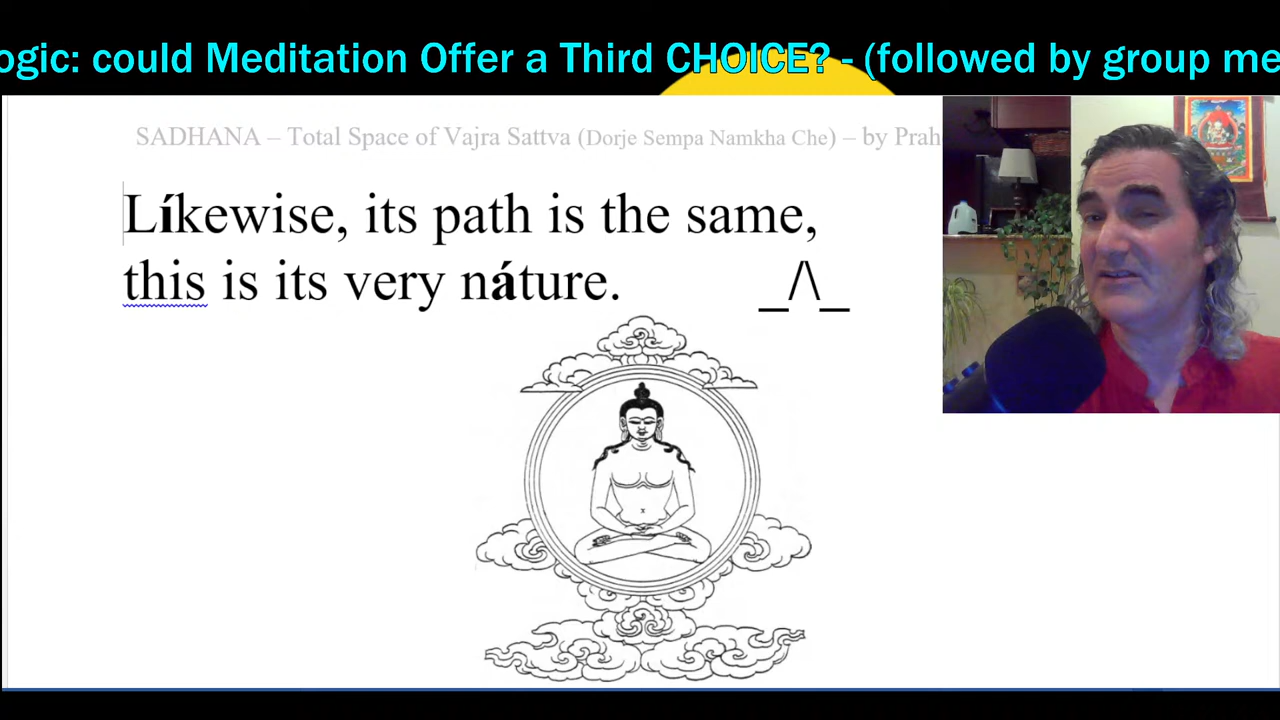 ogic: could Meditation Offer a Third CHOICE? - (followed by group me
SADHANA – Total Space of Vajra Sattva (Dorje Sempa Namkha Che) – by Prah
Líkewise, its path is the same,
this is its very náture. _/\_